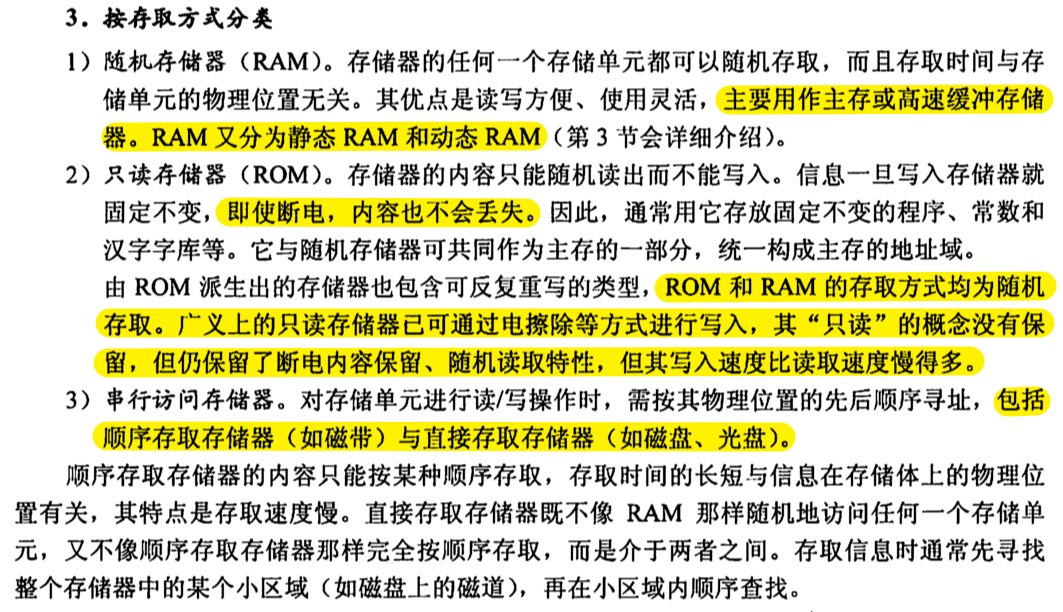 3．按存取方式分类
1）随机存储器（RAM）。存储器的任何一个存储单元都可以随机存取，而且存取时间与存
储单元的物理位置无关。其优点是读写方便、使用灵活，主要用作主存或高速缓冲存储
器。RAM 又分为静态 RAM 和动态 RAM（第 3 节会详细介绍）。
2）只读存储器（ROM）。存储器的内容只能随机读出而不能写入。信息一旦写入存储器就
固定不变，即使断电，内容也不会丢失。因此，通常用它存放固定不变的程序、常数和
汉字字库等。它与随机存储器可共同作为主存的一部分，统一构成主存的地址域。
由 ROM 派生出的存储器也包含可反复重写的类型，ROM 和 RAM 的存取方式均为随机
存取。广义上的只读存储器已可通过电擦除等方式进行写入，其“只读”的概念没有保
留，但仍保留了断电内容保留、随机读取特性，但其写入速度比读取速度慢得多。
3）串行访问存储器。对存储单元进行读/写操作时，需按其物理位置的先后顺序寻址，包括
顺序存取存储器（如磁带）与直接存取存储器（如磁盘、光盘）。
顺序存取存储器的内容只能按某种顺序存取，存取时间的长短与信息在存储体上的物理位
置有关，其特点是存取速度慢。直接存取存储器既不像 RAM 那样随机地访问任何一个存储单
元，又不像顺序存取存储器那样完全按顺序存取，而是介于两者之间。存取信息时通常先寻找
整个存储器中的某个小区域（如磁盘上的磁道），再在小区域内顺序查找。